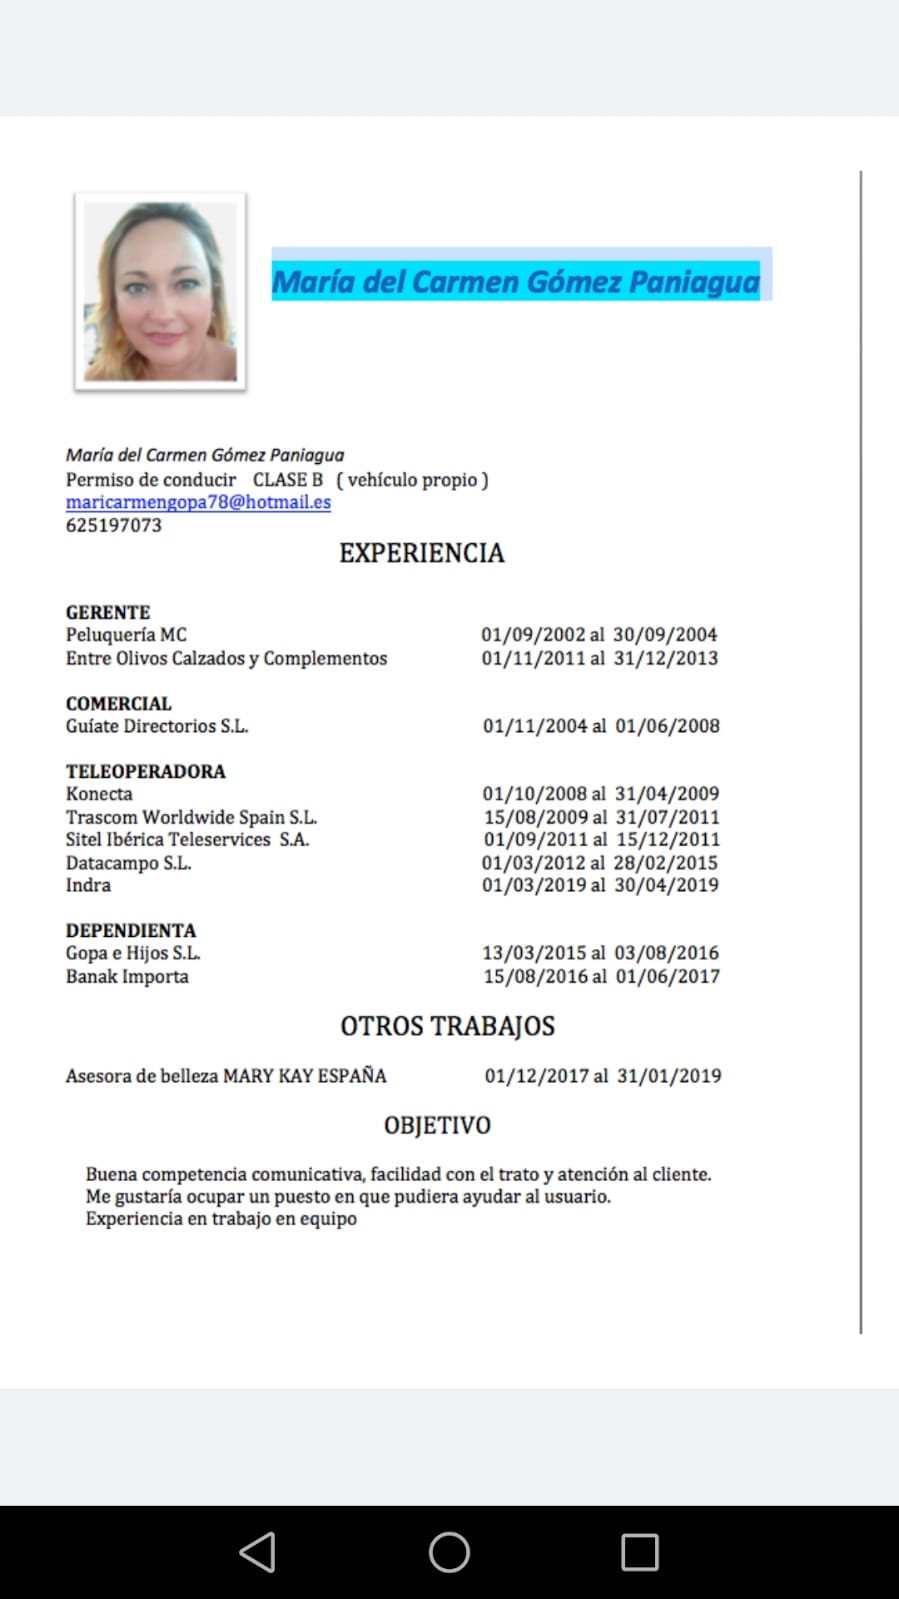 María del Carmen Gómez Paniagua
María del Carmen Gómez Paniagua
Permiso de conducir CLASE B ( vehículo propio )
maricarmengopa78@hotmail.es
625197073
EXPERIENCIA
GERENTE
Peluquería MC 01/09/2002 al 30/09/2004
Entre Olivos Calzados y Complementos 01/11/2011 al 31/12/2013
COMERCIAL
Guíate Directorios S.L. 01/11/2004 al 01/06/2008
TELEOPERADORA
Konecta 01/10/2008 al 31/04/2009
Trascom Worldwide Spain S.L. 15/08/2009 al 31/07/2011
Sitel Ibérica Teleservices S.A. 01/09/2011 al 15/12/2011
Datacampo S.L. 01/03/2012 al 28/02/2015
Indra 01/03/2019 al 30/04/2019
DEPENDIENTA
Gopa e Hijos S.L. 13/03/2015 al 03/08/2016
Banak Importa 15/08/2016 al 01/06/2017
OTROS TRABAJOS
Asesora de belleza MARY KAY ESPAÑA 01/12/2017 al 31/01/2019
OBJETIVO
Buena competencia comunicativa, facilidad con el trato y atención al cliente.
Me gustaría ocupar un puesto en que pudiera ayudar al usuario.
Experiencia en trabajo en equipo